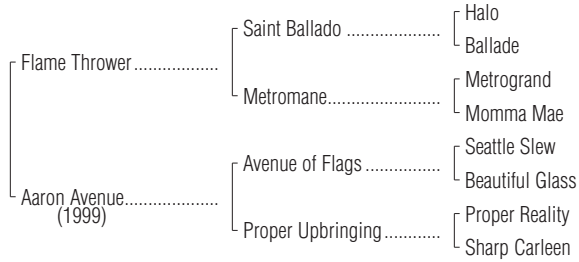 Halo
Saint Ballado ....................
Ballade
Flame Thrower..................
Metrogrand
Metromane........................
Momma Mae
Seattle Slew
Avenue of Flags ................
Beautiful Glass
Aaron Avenue....................
(1999)
Proper Reality
Proper Upbringing ............
Sharp Carleen